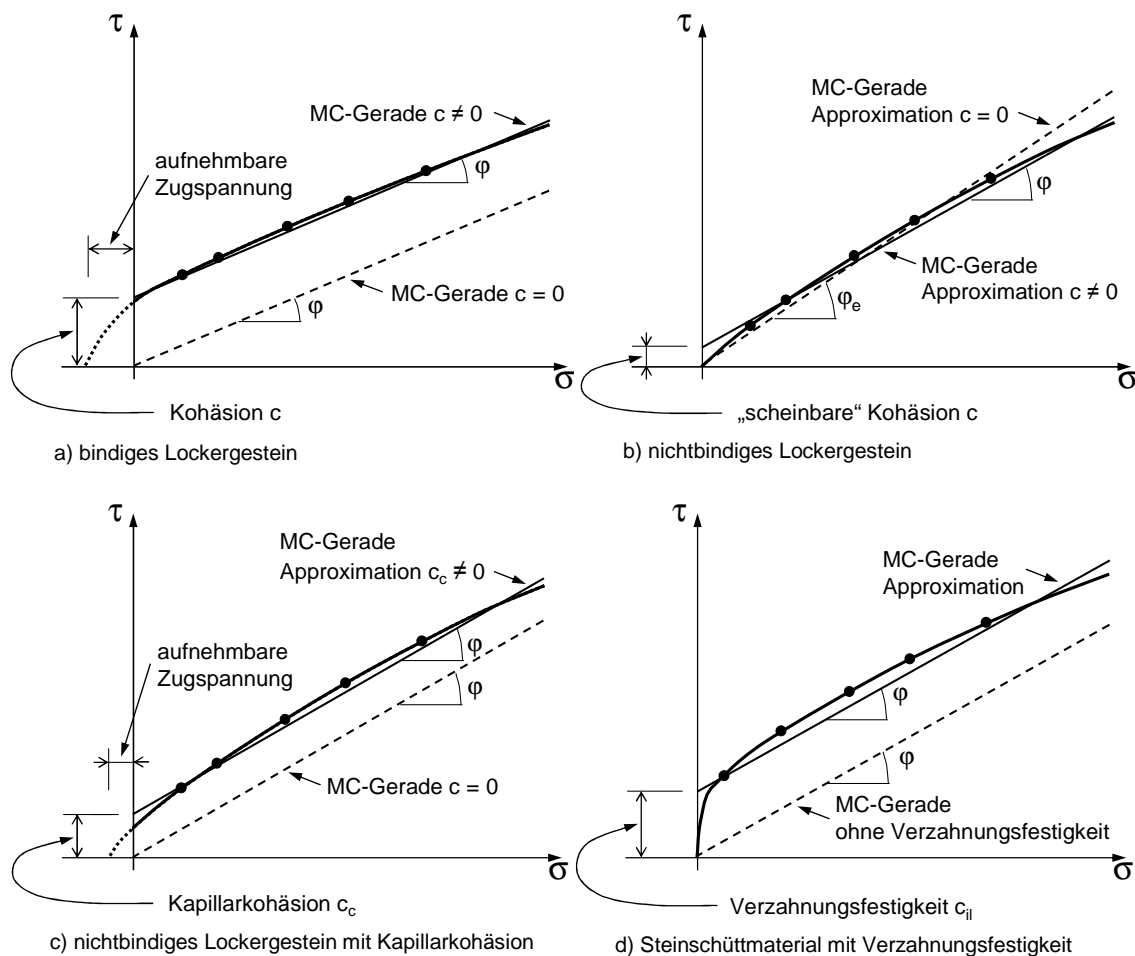 τ
MC-Gerade c ≠ 0
aufnehmbare
Zugspannung
φ
MC-Gerade c = 0
φ
σ
Kohäsion c
a) bindiges Lockergestein
τ
MC-Gerade
Approximation c = 0
φ
MC-Gerade
Approximation c ≠ 0
φe
σ
„scheinbare“ Kohäsion c
b) nichtbindiges Lockergestein
τ
MC-Gerade
Approximation cc ≠ 0
φ
aufnehmbare
Zugspannung
φ
MC-Gerade c = 0
σ
Kapillarkohäsion cc
c) nichtbindiges Lockergestein mit Kapillarkohäsion
τ
MC-Gerade
Approximation
φ
φ
MC-Gerade
ohne Verzahnungsfestigkeit
σ
Verzahnungsfestigkeit cil
d) Steinschüttmaterial mit Verzahnungsfestigkeit